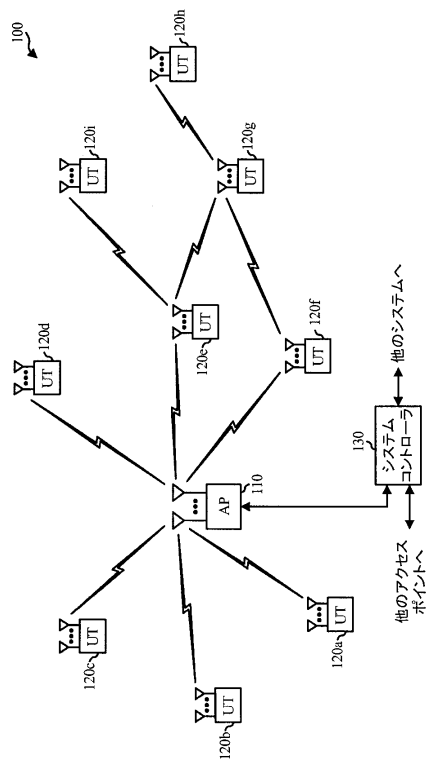 100
120h
UT
120i
UT
120g
UT
120d
UT
120e
UT
120f
UT
110
AP
120c
UT
120b
UT
120a
UT
130
システム
コントローラ
他のシステムへ
他のアクセス
ポイントへ